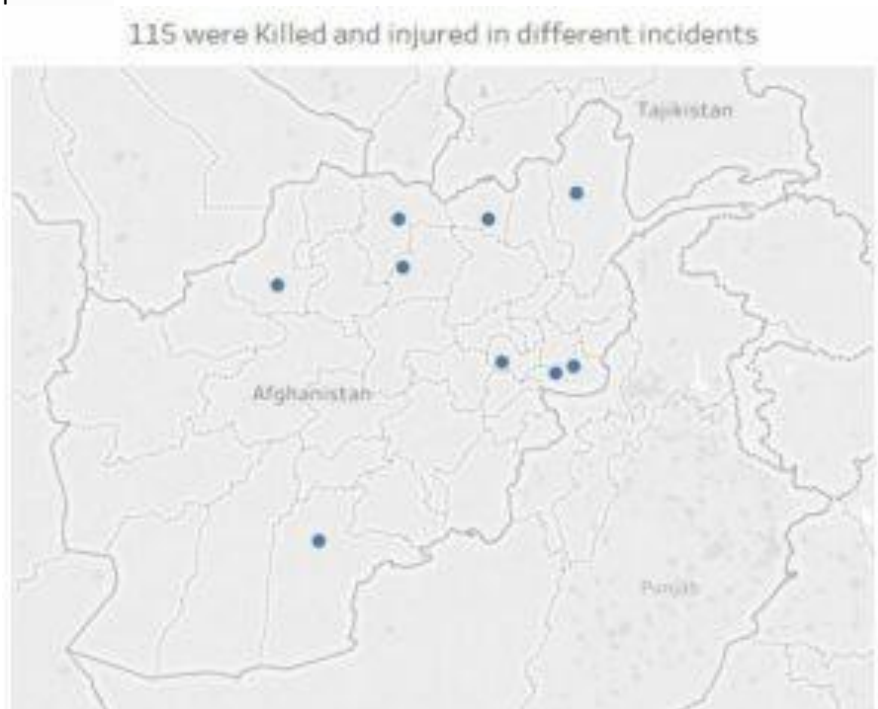 115 were Killed and injured in different incidents
Tajikistan
Afghanistan
Punjab